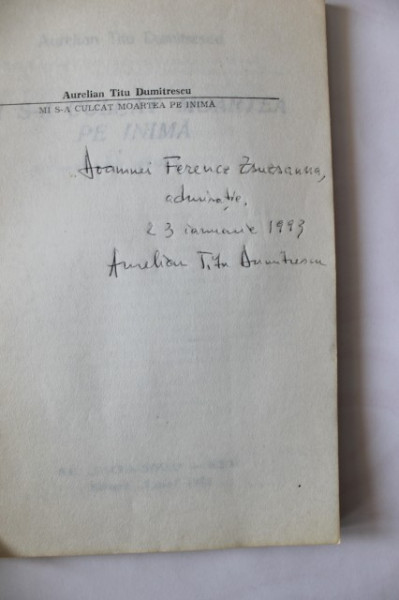 Aurelian Titu Dumitrescu
MI S-A CULCAT MOARTEA PE INIMĂ
Doamnei Ference Zsuzsanna,
admirație,
23 ianuarie 1993
Aurelian Titu Dumitrescu